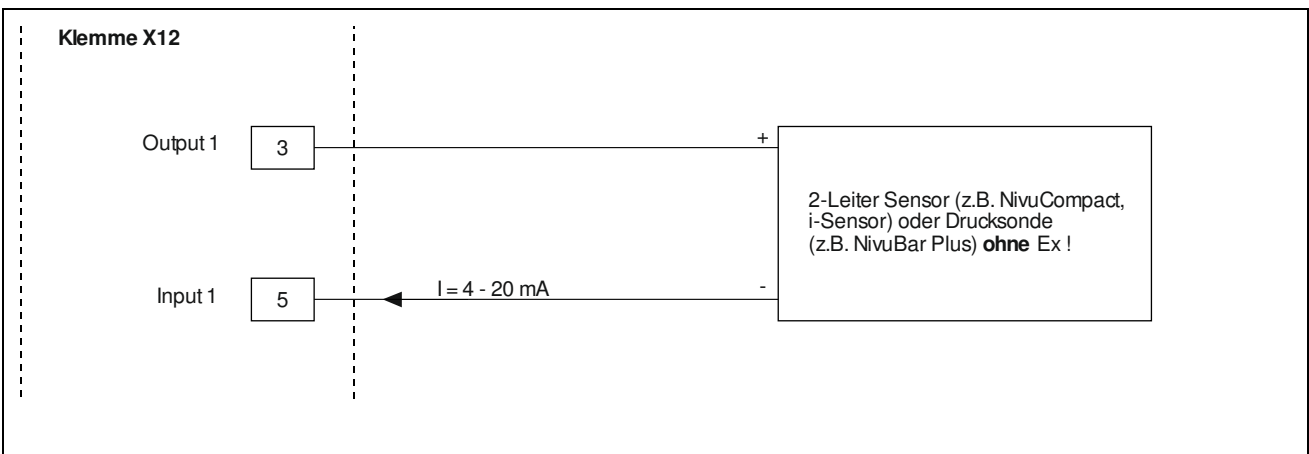 Klemme X12
Output 1
3
+
2-Leiter Sensor (z.B. NivuCompact,
i-Sensor) oder Drucksonde
(z.B. NivuBar Plus) ohne Ex !
Input 1
5
I = 4 - 20 mA
-